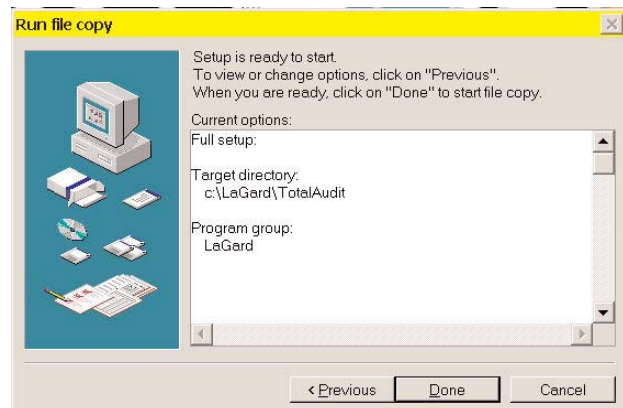 Run file copy
Setup is ready to start.
To view or change options, click on "Previous".
When you are ready, click on "Done" to start file copy.
Current options:
Full setup:
Target directory:
c:\LaGard\TotalAudit
Program group:
LaGard
< Previous
Done
Cancel